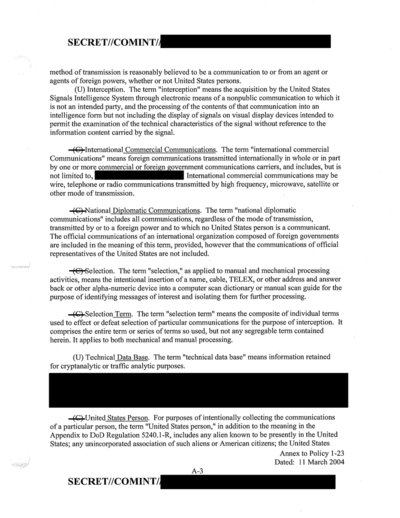 SECRET//COMINT//
method of transmission is reasonably believed to be a communication to or from an agent or
agents of foreign powers, whether or not United States persons.
(U) Interception. The term "interception" means the acquisition by the United States
Signals Intelligence System through electronic means of a nonpublic communication to which it
is not an intended party, and the processing of the contents of that communication into an
intelligence form but not including the display of signals on visual display devices intended to
permit the examination of the technical characteristics of the signal without reference to the
information content carried by the signal.
(C) International Commercial Communications. The term "international commercial
Communications" means foreign communications transmitted internationally in whole or in part
by one or more commercial or foreign government communications carriers, and includes, but is
not limited to, International commercial communications may be
wire, telephone or radio communications transmitted by high frequency, microwave, satellite or
other mode of transmission.
(C) National Diplomatic Communications. The term "national diplomatic
communications" includes all communications, regardless of the mode of transmission,
transmitted by or to a foreign power and to which no United States person is a communicant.
The official communications of an international organization composed of foreign governments
are included in the meaning of this term, provided, however that the communications of official
representatives of the United States are not included.
(C) Selection. The term "selection," as applied to manual and mechanical processing
activities, means the intentional insertion of a name, cable, TELEX, or other address and answer
back or other alpha-numeric device into a computer scan dictionary or manual scan guide for the
purpose of identifying messages of interest and isolating them for further processing.
(C) Selection Term. The term "selection term" means the composite of individual terms
used to effect or defeat selection of particular communications for the purpose of interception. It
comprises the entire term or series of terms so used, but not any segregable term contained
herein. It applies to both mechanical and manual processing.
(U) Technical Data Base. The term "technical data base" means information retained
for cryptanalytic or traffic analytic purposes.
(C) United States Person. For purposes of intentionally collecting the communications
of a particular person, the term "United States person," in addition to the meaning in the
Appendix to DoD Regulation 5240.1-R, includes any alien known to be presently in the United
States; any unincorporated association of such aliens or American citizens; the United States
Annex to Policy 1-23
Dated: 11 March 2004
A-3
SECRET//COMINT//